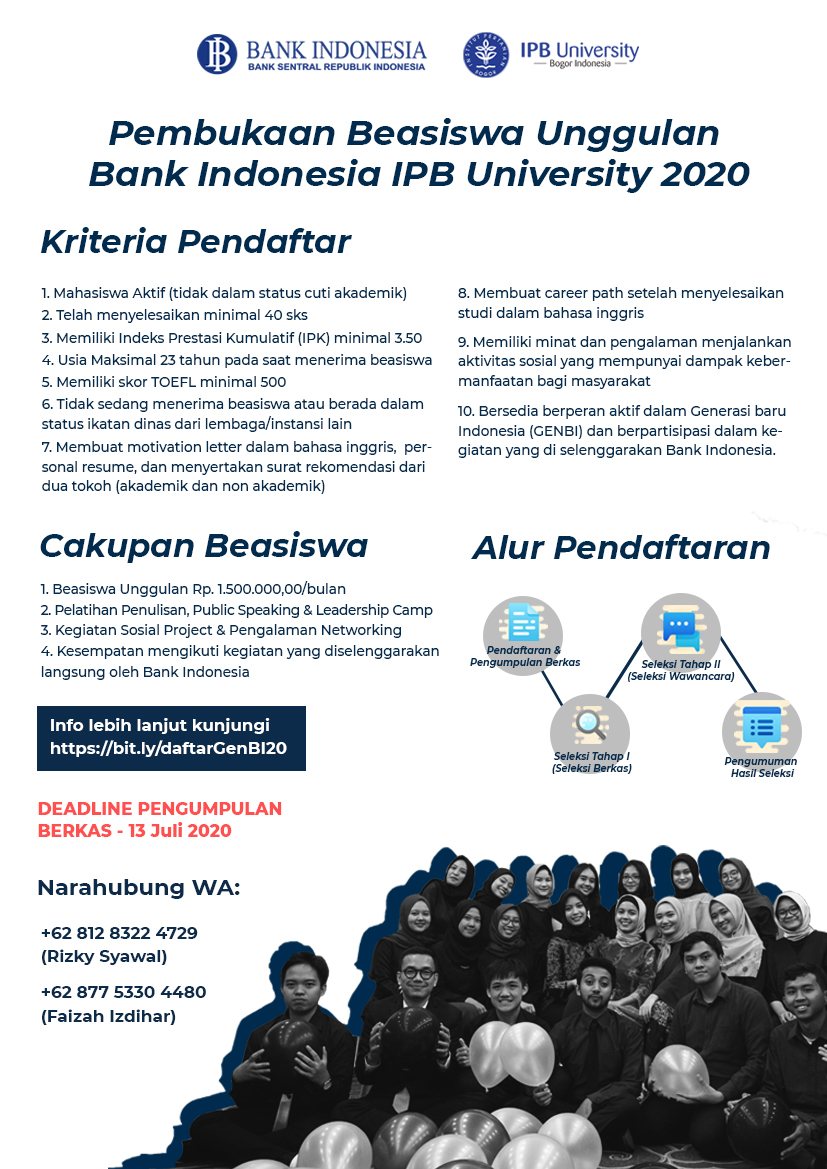 BANK INDONESIA
BANK SENTRAL REPUBLIK INDONESIA
INSTITUT PERTANIAN BOGOR
IPB University
Bogor Indonesia
Pembukaan Beasiswa Unggulan
Bank Indonesia IPB University 2020
Kriteria Pendaftar
1. Mahasiswa Aktif (tidak dalam status cuti akademik)
2. Telah menyelesaikan minimal 40 sks
3. Memiliki Indeks Prestasi Kumulatif (IPK) minimal 3.50
4. Usia Maksimal 23 tahun pada saat menerima beasiswa
5. Memiliki skor TOEFL minimal 500
6. Tidak sedang menerima beasiswa atau berada dalam
status ikatan dinas dari lembaga/instansi lain
7. Membuat motivation letter dalam bahasa inggris, per-
sonal resume, dan menyertakan surat rekomendasi dari
dua tokoh (akademik dan non akademik)
8. Membuat career path setelah menyelesaikan
studi dalam bahasa inggris
9. Memiliki minat dan pengalaman menjalankan
aktivitas sosial yang mempunyai dampak keber-
manfaatan bagi masyarakat
10. Bersedia berperan aktif dalam Generasi baru
Indonesia (GENBI) dan berpartisipasi dalam ke-
giatan yang di selenggarakan Bank Indonesia.
Cakupan Beasiswa
1. Beasiswa Unggulan Rp. 1.500.000,00/bulan
2. Pelatihan Penulisan, Public Speaking & Leadership Camp
3. Kegiatan Sosial Project & Pengalaman Networking
4. Kesempatan mengikuti kegiatan yang diselenggarakan
langsung oleh Bank Indonesia
Alur Pendaftaran
Pendaftaran &
Pengumpulan Berkas
Seleksi Tahap I
(Seleksi Berkas)
Seleksi Tahap II
(Seleksi Wawancara)
Pengumuman
Hasil Seleksi
Info lebih lanjut kunjungi
https://bit.ly/daftarGenBI20
DEADLINE PENGUMPULAN
BERKAS - 13 Juli 2020
Narahubung WA:
+62 812 8322 4729
(Rizky Syawal)
+62 877 5330 4480
(Faizah Izdihar)